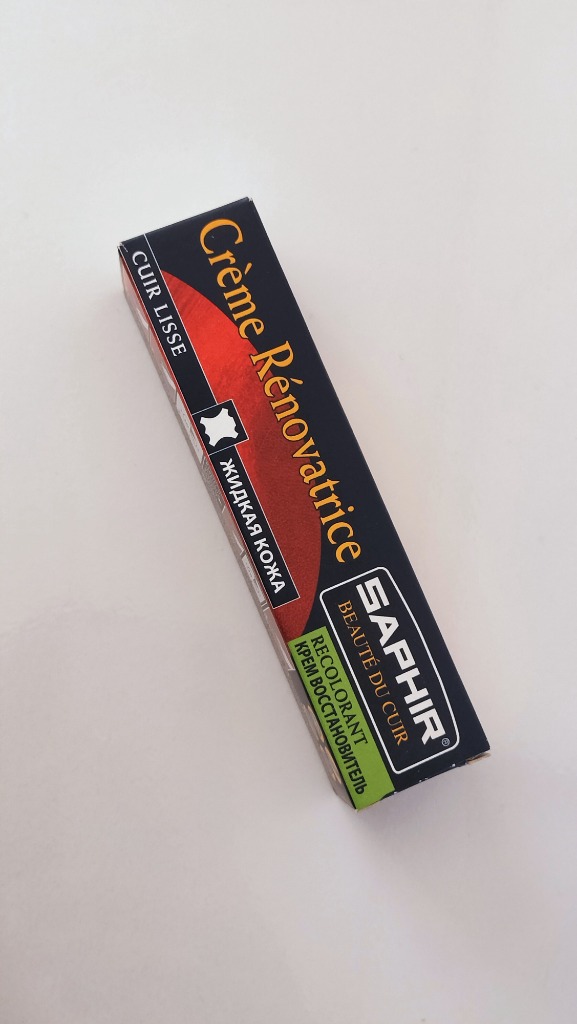 Crème Rénovatrice
CUIR LISSE
ЖИДКАЯ КОЖА
SAPHIR®
BEAUTÉ DU CUIR
RECOLORANT
КРЕМ ВОССТАНОВИТЕЛЬ